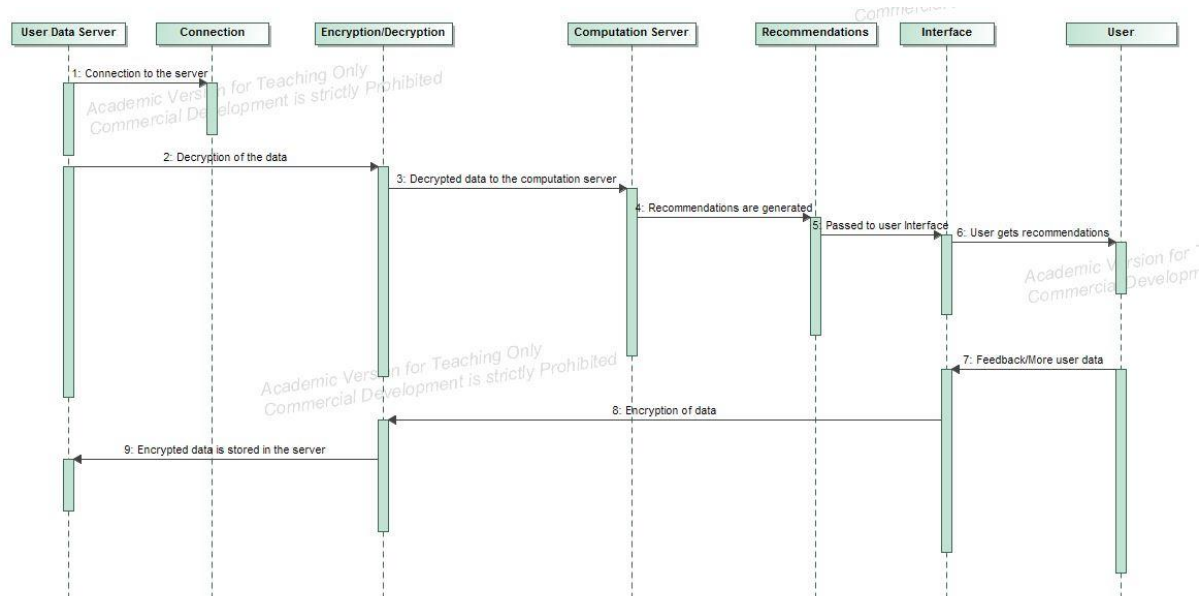 Commercial
User Data Server
Connection
Encryption/Decryption
Computation Server
Recommendations
Interface
User
1: Connection to the server
Academic Version for Teaching Only
Commercial Development is strictly Prohibited
2: Decryption of the data
3: Decrypted data to the computation server
4: Recommendations are generated
5: Passed to user Interface
6: User gets recommendations
Academic Version for
Commercial Developm
Academic Version for Teaching Only
Commercial Development is strictly Prohibited
7: Feedback/More user data
8: Encryption of data
9: Encrypted data is stored in the server